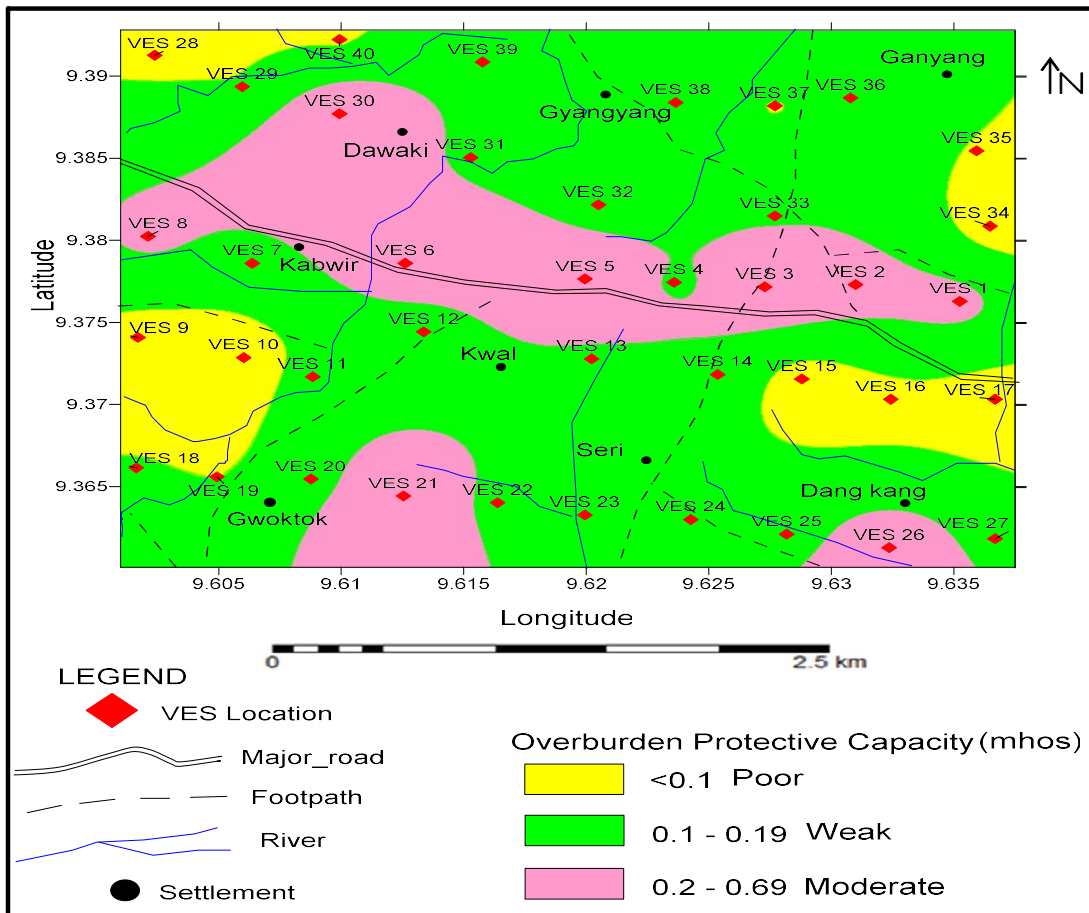 VES 28
VES 40
VES 39
Ganyang
N
9.39
VES 29
VES 38
VES 37
VES 36
VES 30
Gyangyang
Dawaki
VES 31
VES 35
9.385
VES 32
VES 33
VES 34
VES 8
9.38
VES 7
Kabwir
VES 6
VES 5
VES 4
VES 3
VES 2
VES 1
Latitude
9.375
VES 9
VES 12
VES 10
VES 11
Kwal
VES 13
VES 14
VES 15
VES 16
VES 17
9.37
VES 18
Seri
VES 19
VES 20
9.365
VES 21
VES 22
VES 23
VES 24
Dang kang
Gwoktok
VES 25
VES 26
VES 27
9.605
9.61
9.615
9.62
9.625
9.63
9.635
Longitude
0
2.5 km
LEGEND
VES Location
Major_road
Footpath
River
Settlement
Overburden Protective Capacity (mhos)
<0.1 Poor
0.1 - 0.19 Weak
0.2 - 0.69 Moderate